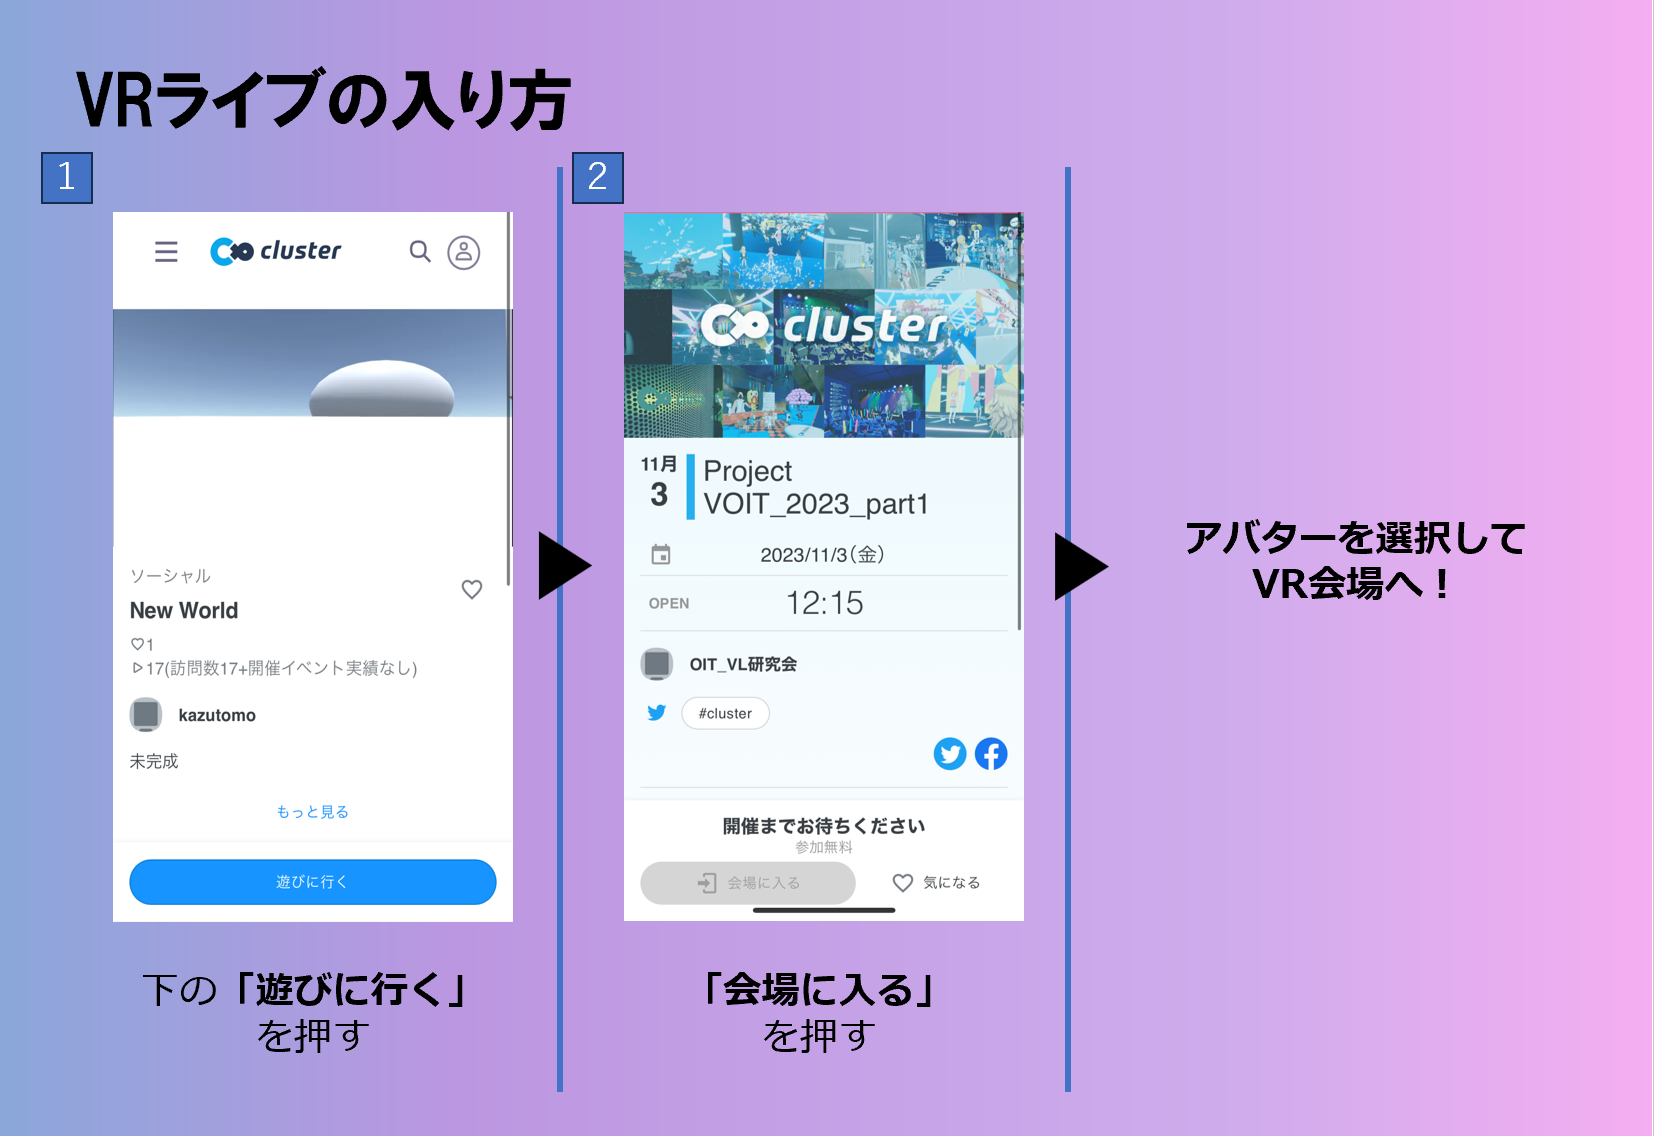 VRライブの入り方
1
cluster
ソーシャル
New World
♡1
▷17(訪問数17+開催イベント実績なし)
kazutomo
未完成
もっと見る
遊びに行く
下の「遊びに行く」
を押す
2
cluster
11月
3
Project
VOIT_2023_part1
2023/11/3(金)
OPEN
12:15
OIT_VL研究会
#cluster
開催までお待ちください
参加無料
会場に入る
気になる
「会場に入る」
を押す
アバターを選択して
VR会場へ！